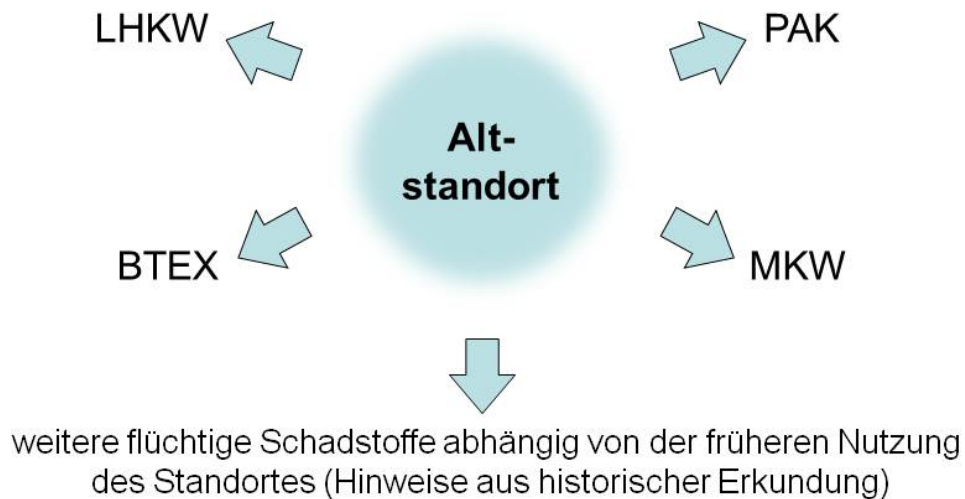 LHKW
PAK
Alt-
standort
BTEX
MKW
weitere flüchtige Schadstoffe abhängig von der früheren Nutzung
des Standortes (Hinweise aus historischer Erkundung)